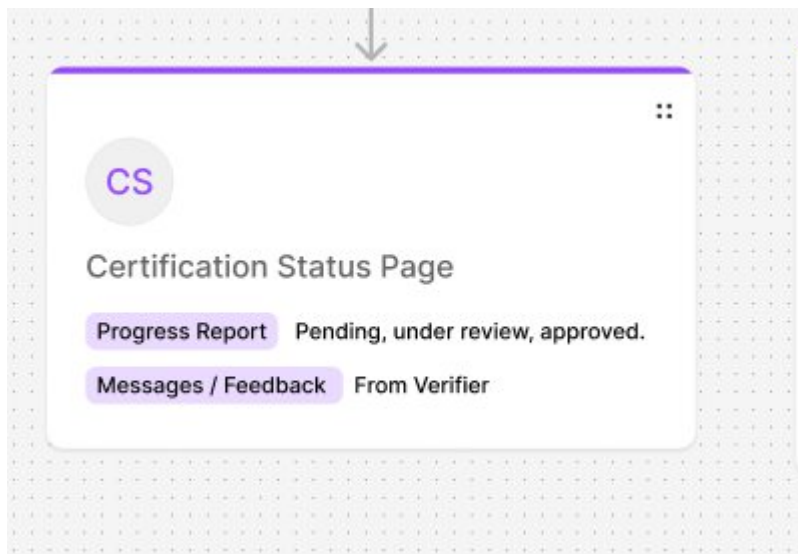 CS
Certification Status Page
Progress Report Pending, under review, approved.
Messages / Feedback From Verifier